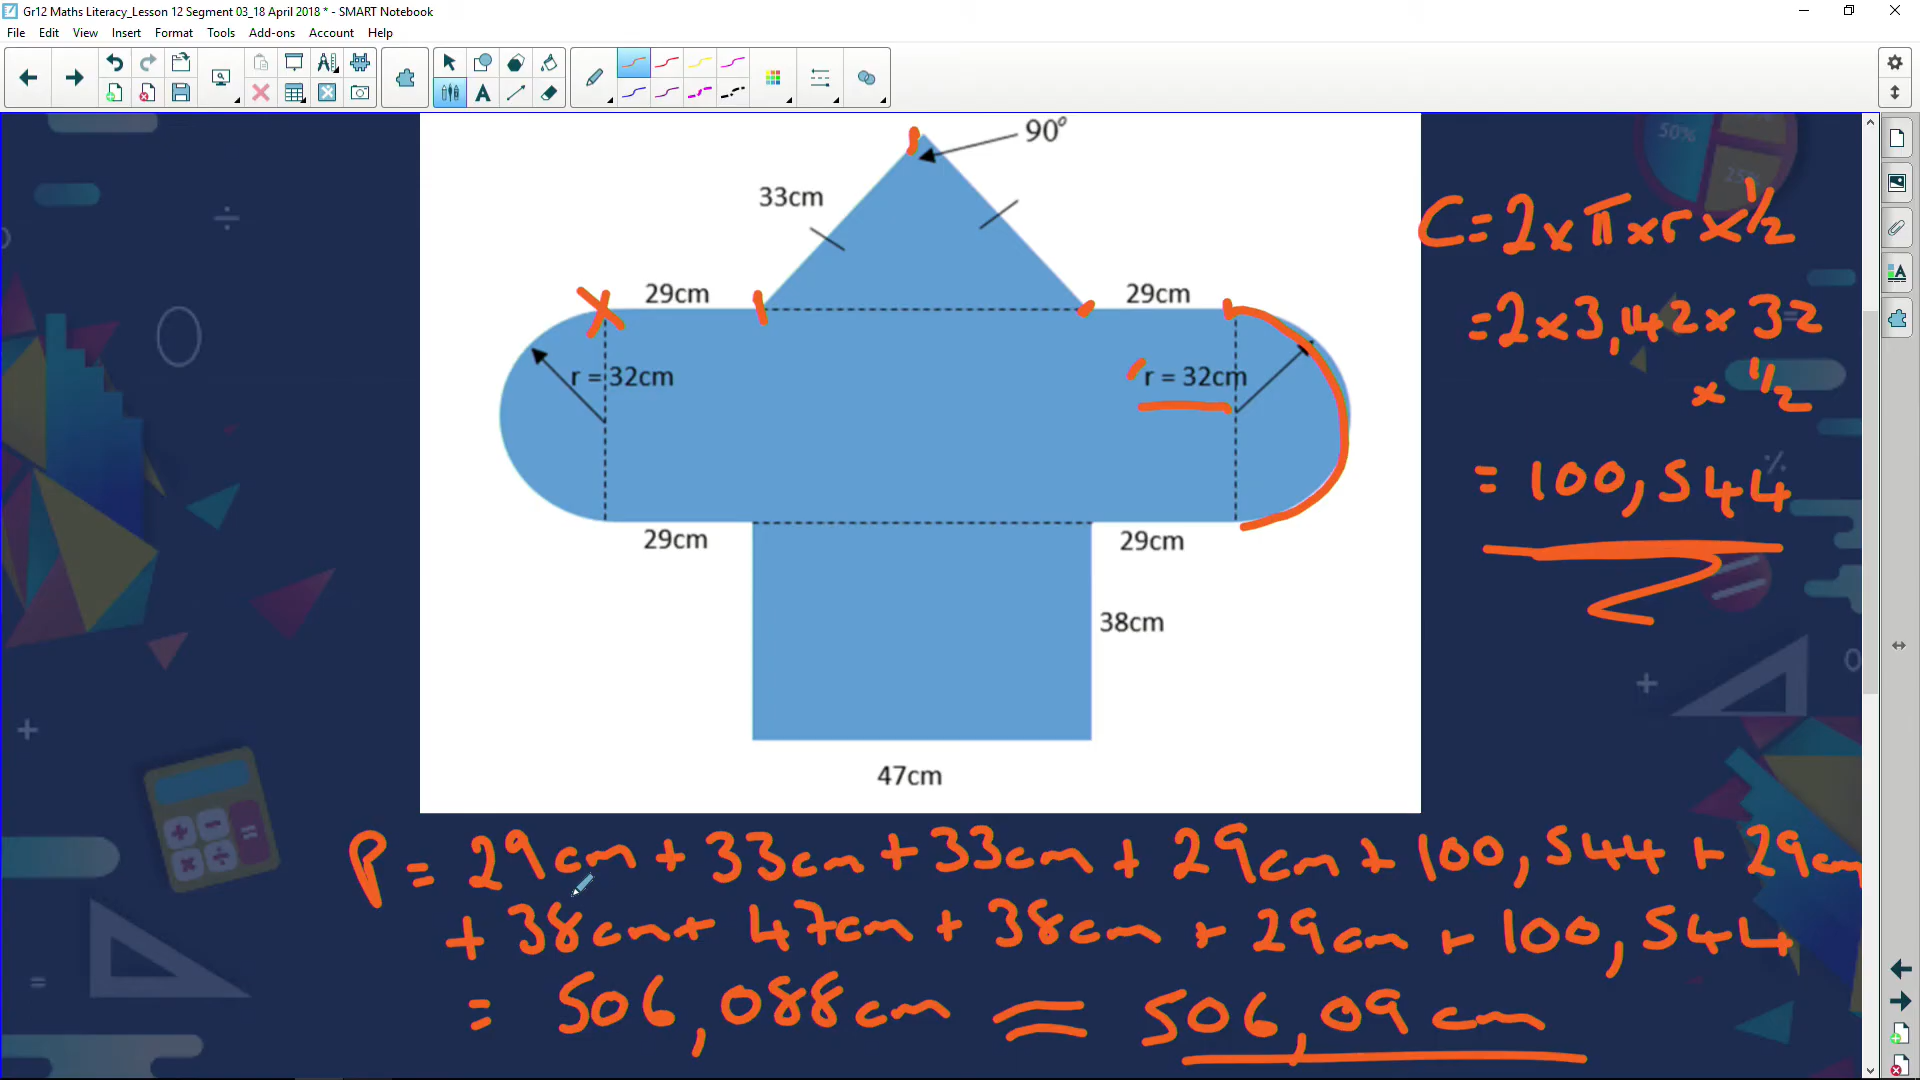 Gr12 Maths Literacy_Lesson 12 Segment 03_18 April 2018 * - SMART Notebook
File Edit View Insert Format Tools Add-ons Account Help
90°
33cm
29cm 29cm
r = 32cm r = 32cm
29cm 29cm
38cm
47cm
50%
25%
C = 2 x π x r x 1/2
= 2 x 3,142 x 32
x 1/2
= 100,544
P = 29cm + 33cm + 33cm + 29cm + 100,544 + 29cm
+ 38cm + 47cm + 38cm + 29cm + 100,544
= 506,088cm = 506,09 cm